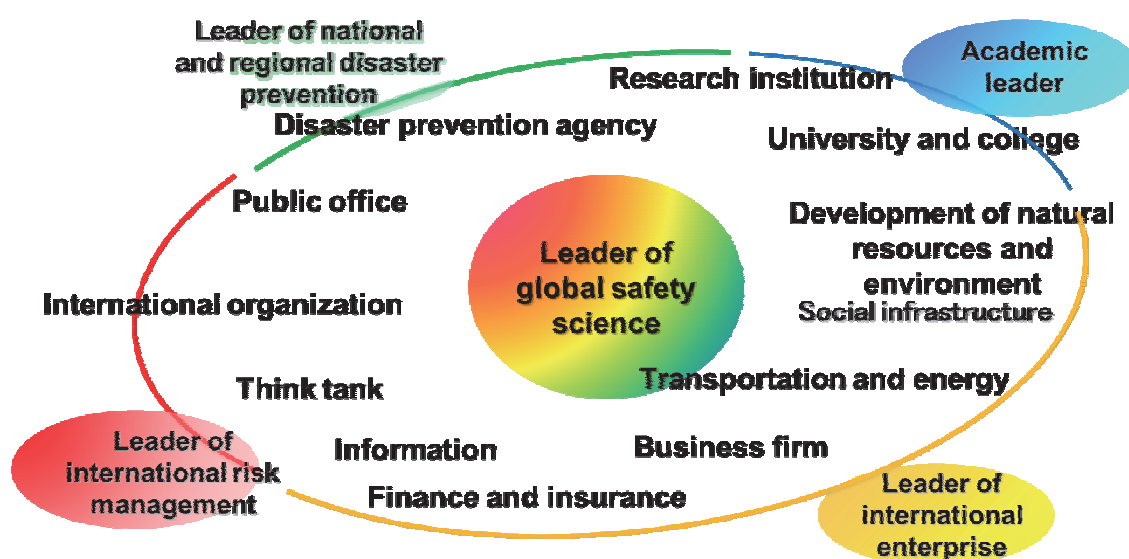 Leader of national
and regional disaster
prevention
Academic
leader
Research institution
Disaster prevention agency
University and college
Public office
Development of natural
resources and
environment
Social infrastructure
Leader of
global safety
science
International organization
Transportation and energy
Think tank
Leader of
international risk
management
Information
Business firm
Finance and insurance
Leader of
international
enterprise